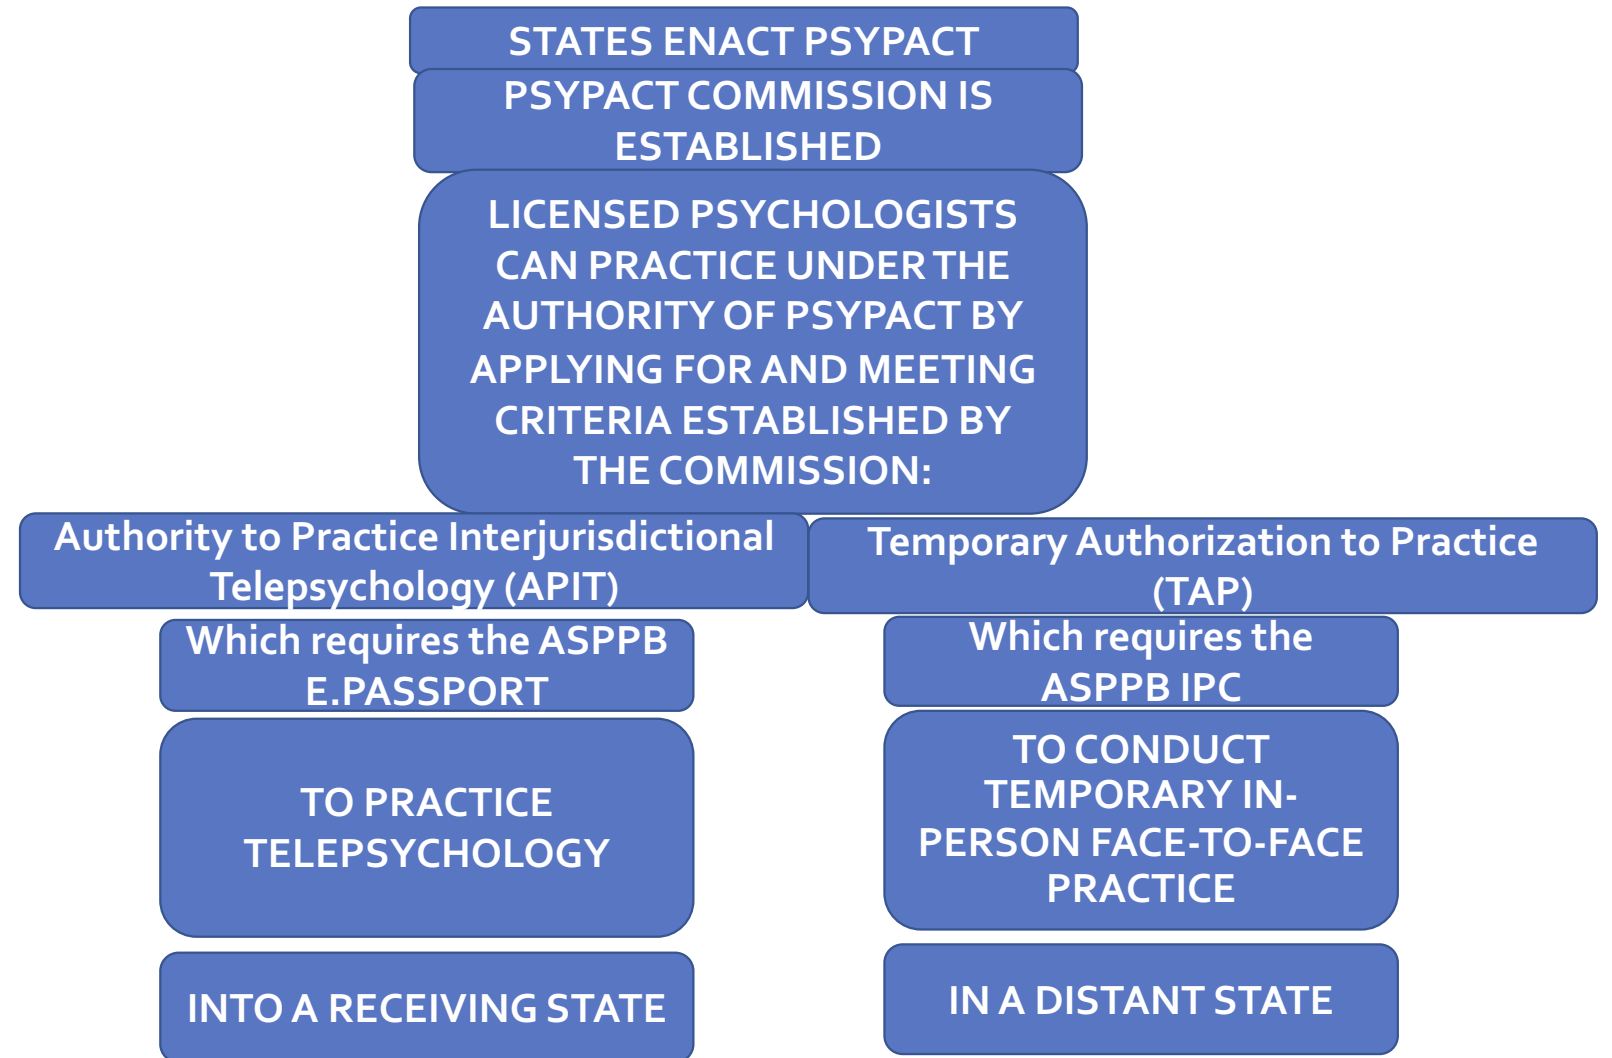 STATES ENACT PSYPACT
PSYPACT COMMISSION IS
ESTABLISHED
LICENSED PSYCHOLOGISTS
CAN PRACTICE UNDER THE
AUTHORITY OF PSYPACT BY
APPLYING FOR AND MEETING
CRITERIA ESTABLISHED BY
THE COMMISSION:
Authority to Practice Interjurisdictional
Telepsychology (APIT)
Which requires the ASPPB
E.PASSPORT
TO PRACTICE
TELEPSYCHOLOGY
INTO A RECEIVING STATE
Temporary Authorization to Practice
(TAP)
Which requires the
ASPPB IPC
TO CONDUCT
TEMPORARY IN-
PERSON FACE-TO-FACE
PRACTICE
IN A DISTANT STATE